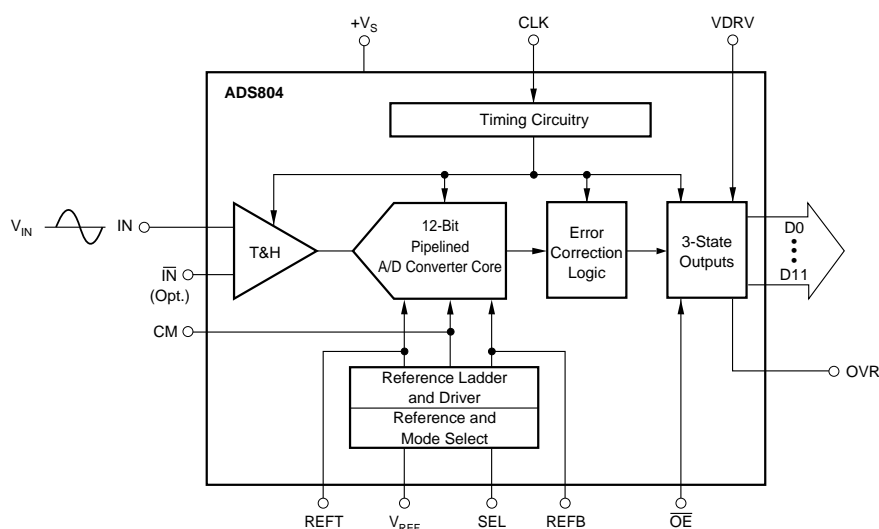 +VS
CLK
VDRV
ADS804
Timing Circuitry
VIN
IN
T&H
12-Bit
Pipelined
A/D Converter Core
Error
Correction
Logic
3-State
Outputs
D0
D11
IN
(Opt.)
CM
OVR
Reference Ladder
and Driver
Reference and
Mode Select
REFT
VREF
SEL
REFB
OE